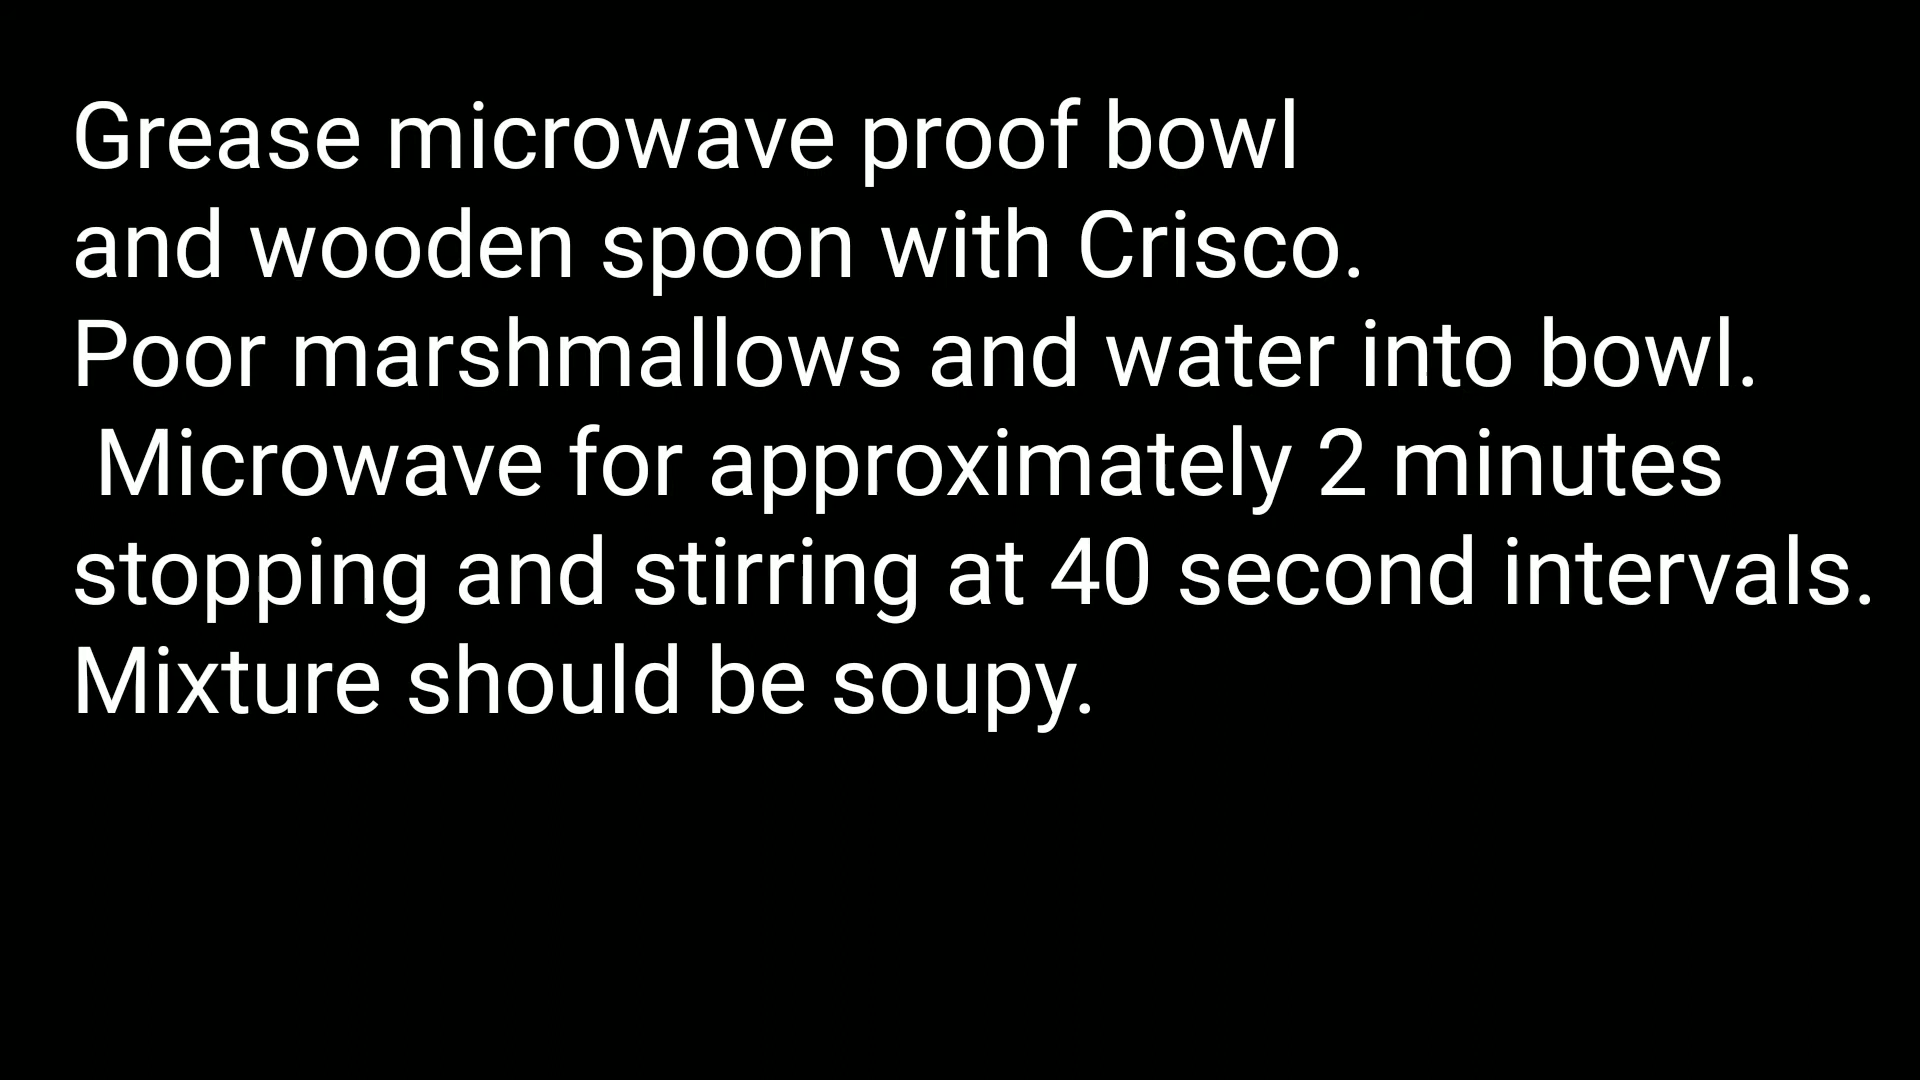 Grease microwave proof bowl
and wooden spoon with Crisco.
Poor marshmallows and water into bowl.
Microwave for approximately 2 minutes
stopping and stirring at 40 second intervals.
Mixture should be soupy.